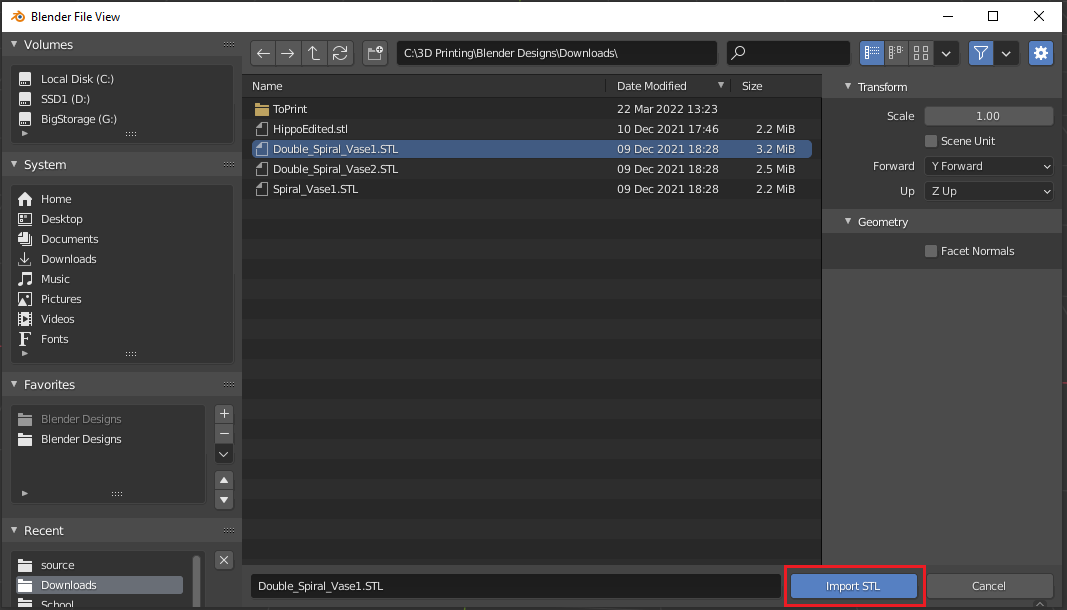 Blender File View
Volumes
Local Disk (C:)
SSD1 (D:)
BigStorage (G:)
System
Home
Desktop
Documents
Downloads
Music
Pictures
Videos
Fonts
Favorites
Blender Designs
Blender Designs
Recent
source
Downloads
School
C:\3D Printing\Blender Designs\Downloads\
Name Date Modified Size
ToPrint 22 Mar 2022 13:23
HippoEdited.stl 10 Dec 2021 17:46 2.2 MiB
Double_Spiral_Vase1.STL 09 Dec 2021 18:28 3.2 MiB
Double_Spiral_Vase2.STL 09 Dec 2021 18:28 2.5 MiB
Spiral_Vase1.STL 09 Dec 2021 18:28 2.2 MiB
Transform
Scale 1.00
Scene Unit
Forward Y Forward
Up Z Up
Geometry
Facet Normals
Double_Spiral_Vase1.STL
Import STL
Cancel